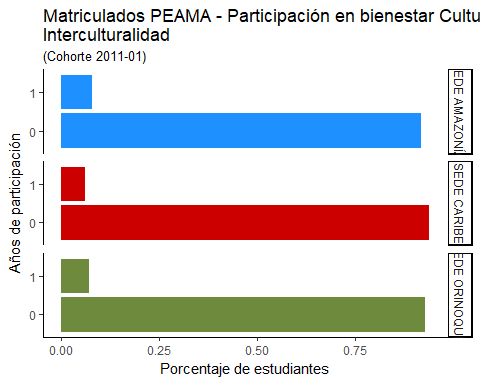 Matriculados PEAMA - Participación en bienestar Cultu
Interculturalidad
(Cohorte 2011-01)
Años de participación
1
0
EDE AMAZONÍ
1
0
SEDE CARIBE
1
0
EDE ORINOQU
0.00 0.25 0.50 0.75
Porcentaje de estudiantes